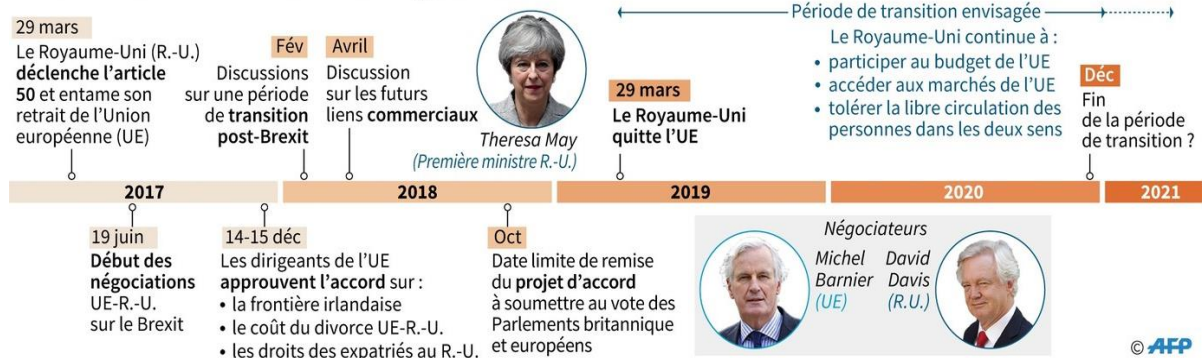 29 mars
Le Royaume-Uni (R.-U.)
déclenche l'article
50 et entame son
retrait de l'Union
européenne (UE)
Fév
Discussions
sur une période
de transition
post-Brexit
Avril
Discussion
sur les futurs
liens commerciaux
Theresa May
(Première ministre R.-U.)
29 mars
Le Royaume-Uni
quitte l'UE
Période de transition envisagée
Le Royaume-Uni continue à :
• participer au budget de l'UE
• accéder aux marchés de l'UE
• tolérer la libre circulation des
personnes dans les deux sens
Déc
Fin
de la période
de transition ?
2017
2018
2019
2020
2021
19 juin
Début des
négociations
UE-R.-U.
sur le Brexit
14-15 déc
Les dirigeants de l'UE
approuvent l'accord sur :
• la frontière irlandaise
• le coût du divorce UE-R.-U.
• les droits des expatriés au R.-U.
Oct
Date limite de remise
du projet d'accord
à soumettre au vote des
Parlements britannique
et européens
Négociateurs
Michel
Barnier
(UE)
David
Davis
(R.U.)
© AFP